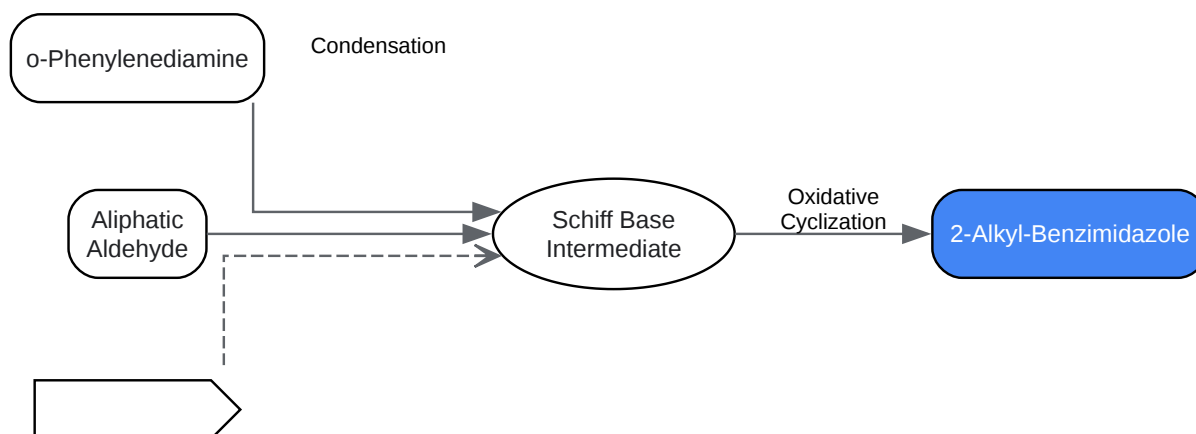 o-Phenylenediamine
Condensation
Aliphatic
Aldehyde
Schiff Base
Intermediate
Oxidative
Cyclization
2-Alkyl-Benzimidazole